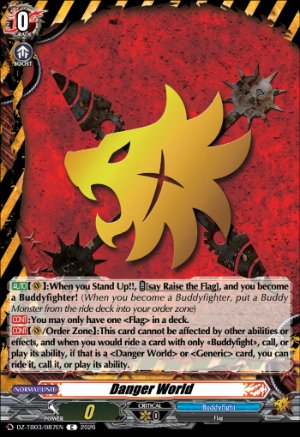 0
GRADE
BOOST
AUTO【 】:When you Stand Up!!, [say Raise the Flag], and you become
a Buddyfighter! (When you become a Buddyfighter, put a Buddy
Monster from the ride deck into your order zone)
CONT:You may only have one <Flag> in a deck.
CONT【 /Order Zone】:This card cannot be affected by other abilities or
effects, and when you would ride a card with only «Buddyfight», call, or
play its ability, if that is a <Danger World> or <Generic> card, you can
ride it, call it, or play its ability.
NORMAL UNIT
Danger World
POWER
0
CRITICAL
0
Buddyfight
Flag
DZ-TB03/087EN C 2026